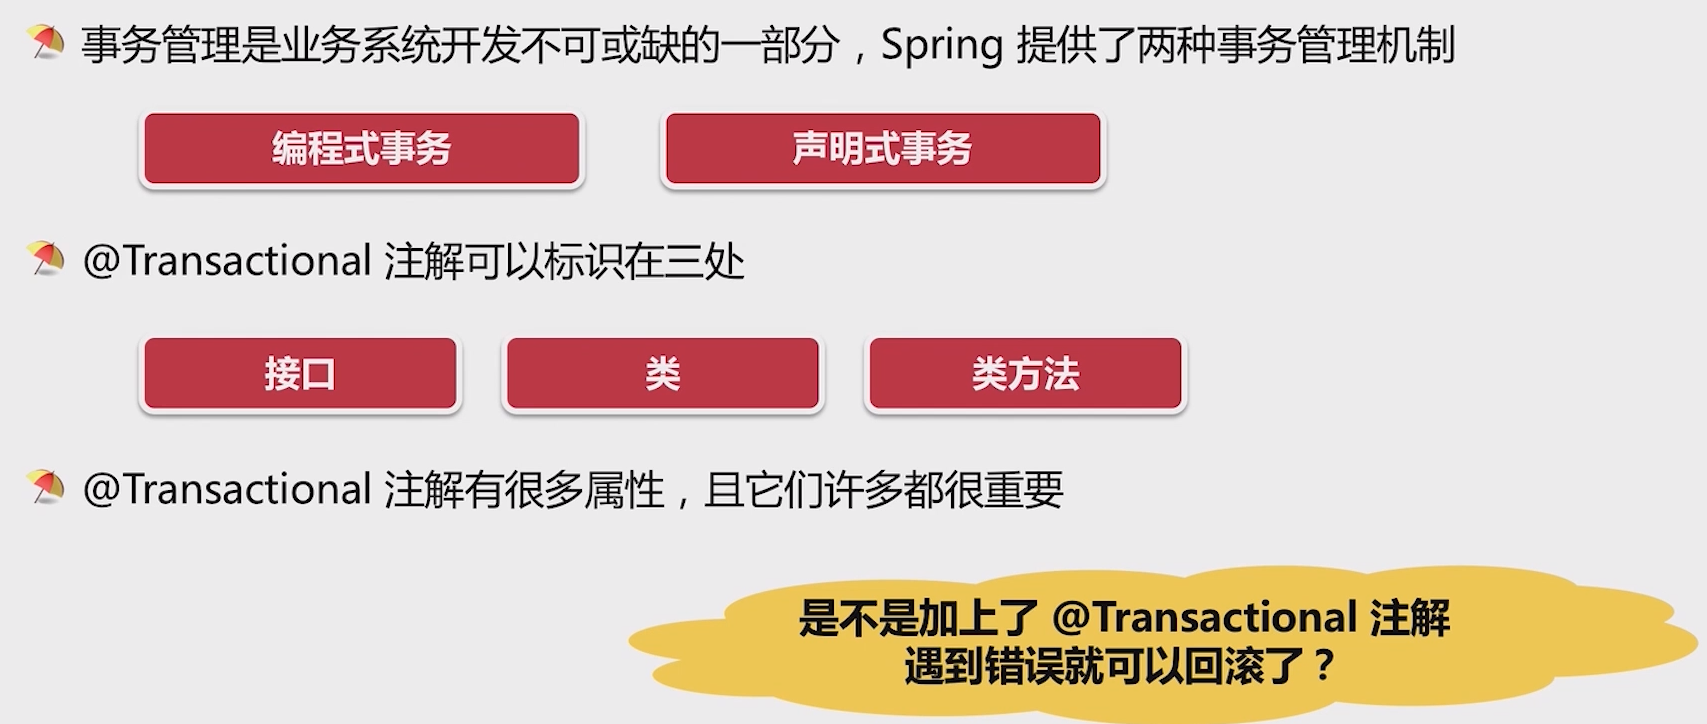 事务管理是业务系统开发不可或缺的一部分，Spring 提供了两种事务管理机制
编程式事务
声明式事务
@Transactional 注解可以标识在三处
接口
类
类方法
@Transactional 注解有很多属性，且它们许多都很重要
是不是加上了 @Transactional 注解
遇到错误就可以回滚了？